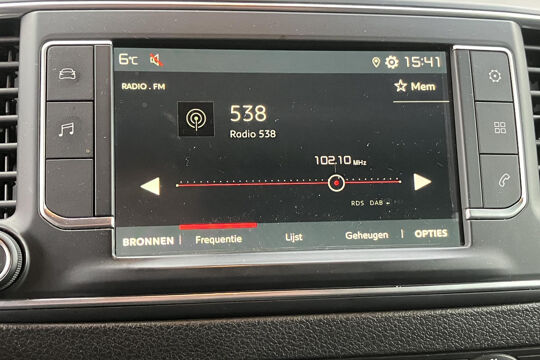 6°C 15:41
RADIO . FM
Mem
538
Radio 538
102.10 MHz
RDS DAB
BRONNEN Frequentie Lijst Geheugen OPTIES